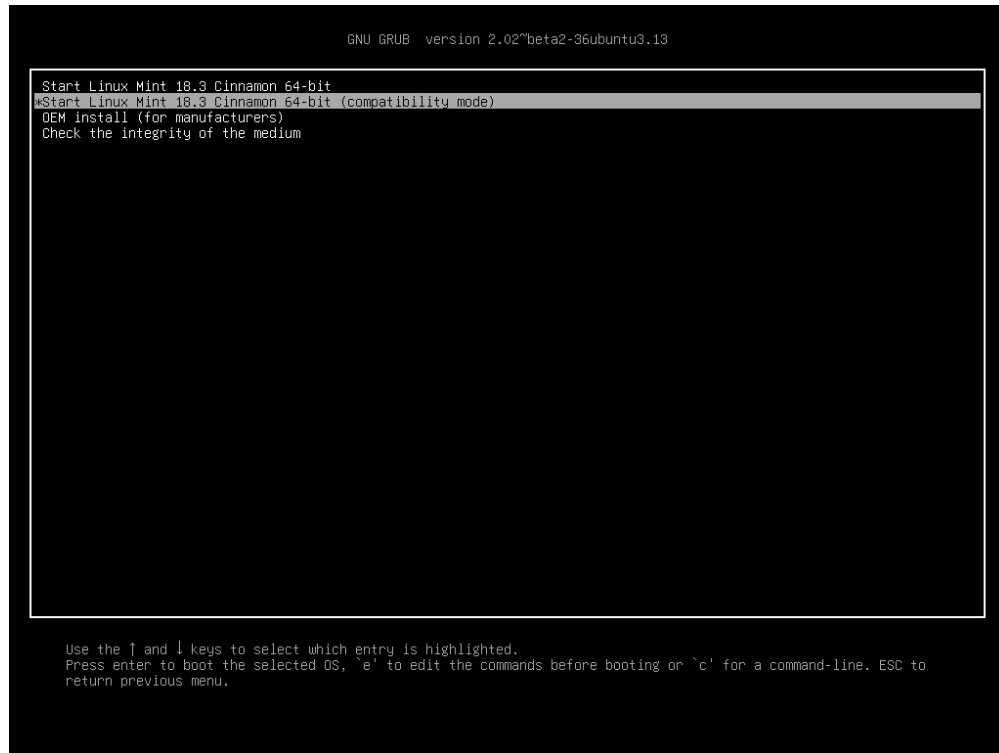 GNU GRUB  version 2.02~beta2-36ubuntu3.13
Start Linux Mint 18.3 Cinnamon 64-bit
*Start Linux Mint 18.3 Cinnamon 64-bit (compatibility mode)
OEM install (for manufacturers)
Check the integrity of the medium
Use the ↑ and ↓ keys to select which entry is highlighted.
Press enter to boot the selected OS, `e' to edit the commands before booting or `c' for a command-line. ESC to
return previous menu.